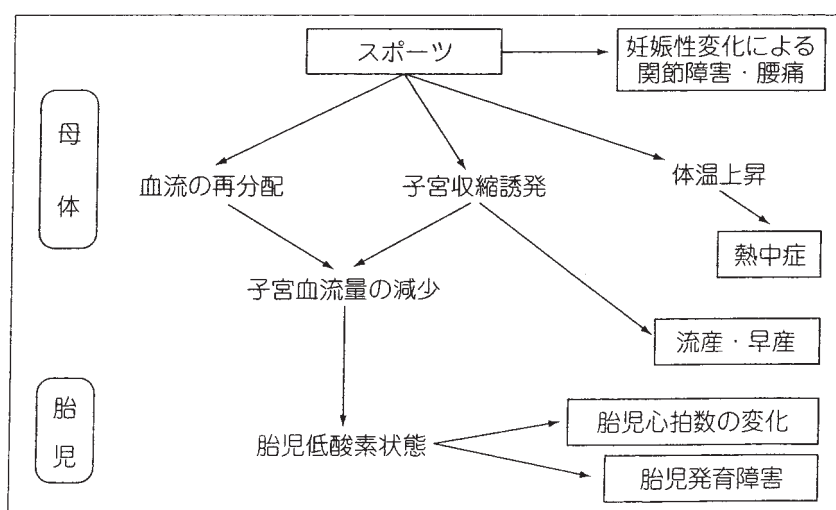 スポーツ
妊娠性変化による
関節障害・腰痛
母体
血流の再分配
子宮収縮誘発
体温上昇
熱中症
子宮血流量の減少
流産・早産
胎児
胎児心拍数の変化
胎児低酸素状態
胎児発育障害